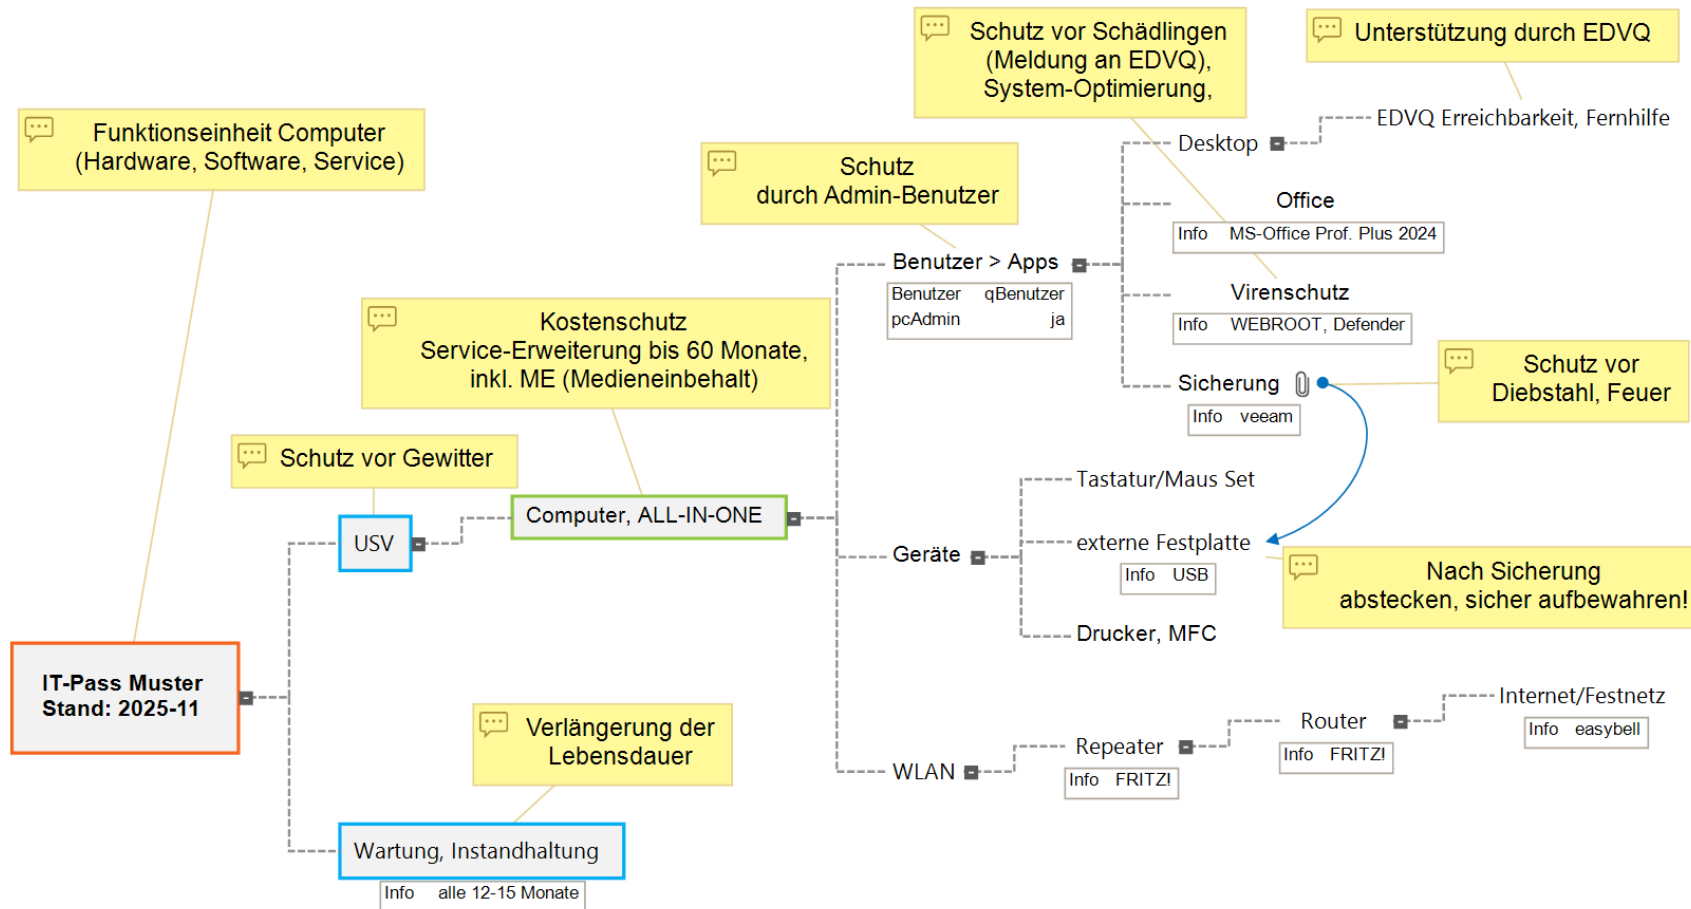 Schutz vor Schädlingen
(Meldung an EDVQ),
System-Optimierung,
Unterstützung durch EDVQ
Funktionseinheit Computer
(Hardware, Software, Service)
EDVQ Erreichbarkeit, Fernhilfe
Desktop
Schutz
durch Admin-Benutzer
Office
Info MS-Office Prof. Plus 2024
Benutzer > Apps
Benutzer qBenutzer
pcAdmin ja
Virenschutz
Info WEBROOT, Defender
Kostenschutz
Service-Erweiterung bis 60 Monate,
inkl. ME (Medieneinbehalt)
Schutz vor
Diebstahl, Feuer
Sicherung
Info veeam
Schutz vor Gewitter
Tastatur/Maus Set
Computer, ALL-IN-ONE
USV
Geräte
externe Festplatte
Info USB
Nach Sicherung
abstecken, sicher aufbewahren!
Drucker, MFC
IT-Pass Muster
Stand: 2025-11
Internet/Festnetz
Info easybell
Router
Info FRITZ!
Repeater
Info FRITZ!
WLAN
Verlängerung der
Lebensdauer
Wartung, Instandhaltung
Info alle 12-15 Monate